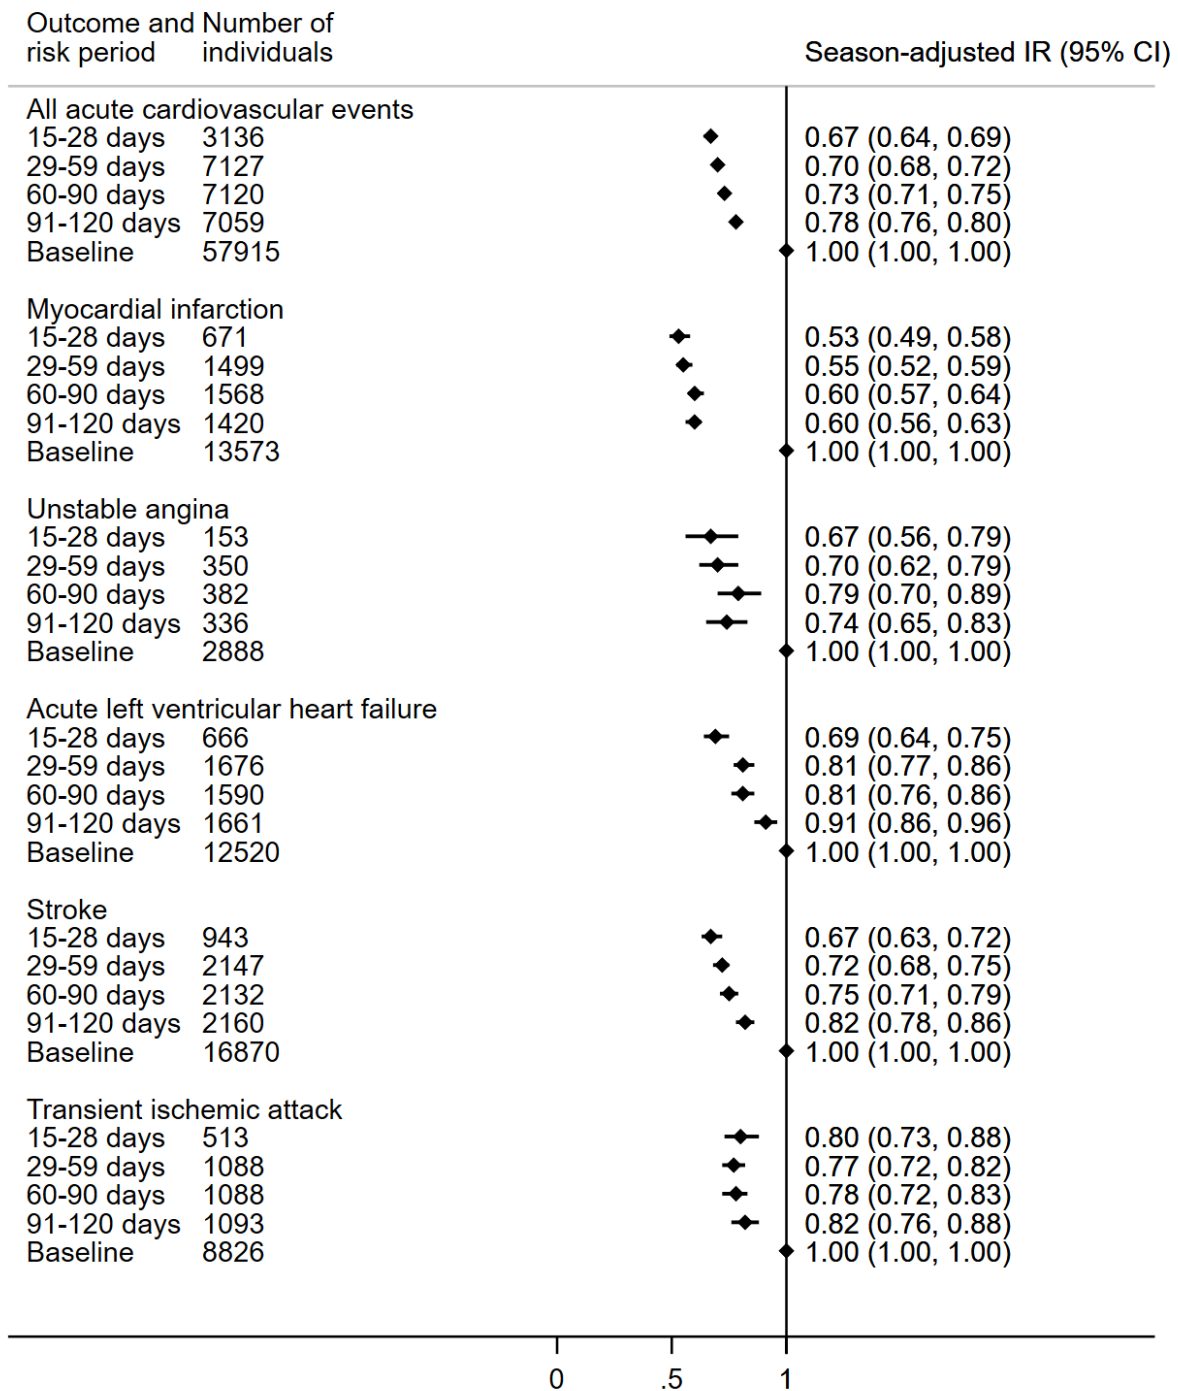 Outcome and Number of
risk period individuals Season-adjusted IR (95% CI)
All acute cardiovascular events
15-28 days 3136 0.67 (0.64, 0.69)
29-59 days 7127 0.70 (0.68, 0.72)
60-90 days 7120 0.73 (0.71, 0.75)
91-120 days 7059 0.78 (0.76, 0.80)
Baseline 57915 1.00 (1.00, 1.00)
Myocardial infarction
15-28 days 671 0.53 (0.49, 0.58)
29-59 days 1499 0.55 (0.52, 0.59)
60-90 days 1568 0.60 (0.57, 0.64)
91-120 days 1420 0.60 (0.56, 0.63)
Baseline 13573 1.00 (1.00, 1.00)
Unstable angina
15-28 days 153 0.67 (0.56, 0.79)
29-59 days 350 0.70 (0.62, 0.79)
60-90 days 382 0.79 (0.70, 0.89)
91-120 days 336 0.74 (0.65, 0.83)
Baseline 2888 1.00 (1.00, 1.00)
Acute left ventricular heart failure
15-28 days 666 0.69 (0.64, 0.75)
29-59 days 1676 0.81 (0.77, 0.86)
60-90 days 1590 0.81 (0.76, 0.86)
91-120 days 1661 0.91 (0.86, 0.96)
Baseline 12520 1.00 (1.00, 1.00)
Stroke
15-28 days 943 0.67 (0.63, 0.72)
29-59 days 2147 0.72 (0.68, 0.75)
60-90 days 2132 0.75 (0.71, 0.79)
91-120 days 2160 0.82 (0.78, 0.86)
Baseline 16870 1.00 (1.00, 1.00)
Transient ischemic attack
15-28 days 513 0.80 (0.73, 0.88)
29-59 days 1088 0.77 (0.72, 0.82)
60-90 days 1088 0.78 (0.72, 0.83)
91-120 days 1093 0.82 (0.76, 0.88)
Baseline 8826 1.00 (1.00, 1.00)
0 .5 1